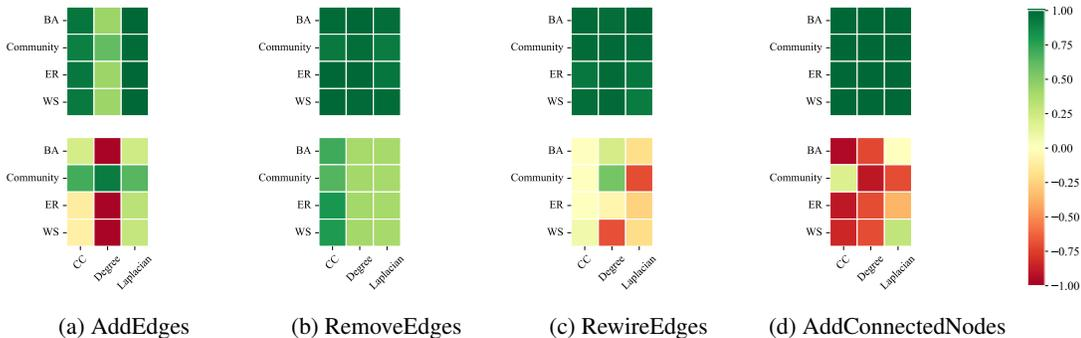 BA
Community
ER
WS
BA
Community
ER
WS
CC
Degree
Laplacian
(a) AddEdges
BA
Community
ER
WS
BA
Community
ER
WS
CC
Degree
Laplacian
(b) RemoveEdges
BA
Community
ER
WS
BA
Community
ER
WS
CC
Degree
Laplacian
(c) RewireEdges
BA
Community
ER
WS
BA
Community
ER
WS
CC
Degree
Laplacian
(d) AddConnectedNodes
1.00
0.75
0.50
0.25
0.00
−0.25
−0.50
−0.75
−1.00